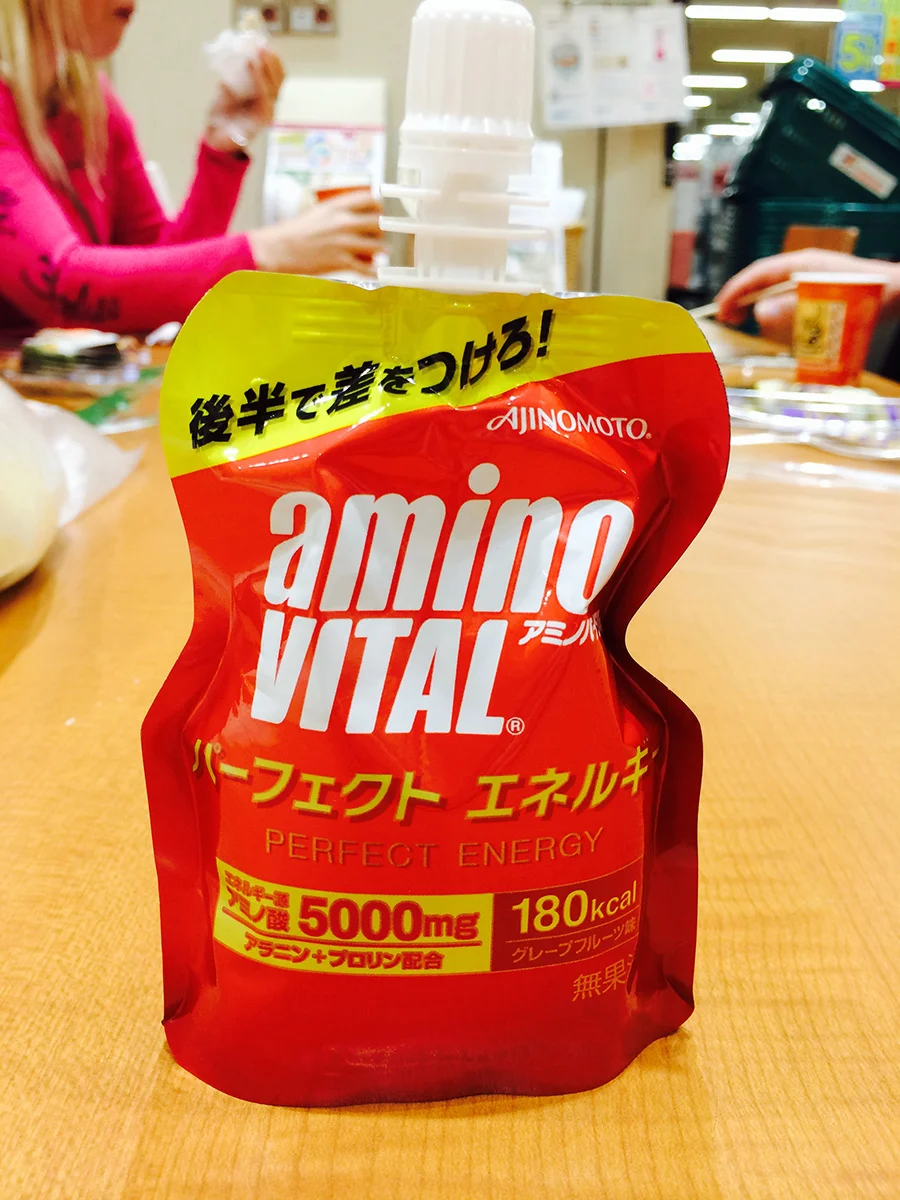 後半で差をつけろ!
AJINOMOTO®
amino
アミノバイ
VITAL®
パーフェクト エネルギー
PERFECT ENERGY
エネルギー源
アミノ酸 5000mg
アラニン+プロリン配合
180kcal
グレープフルーツ味
無果